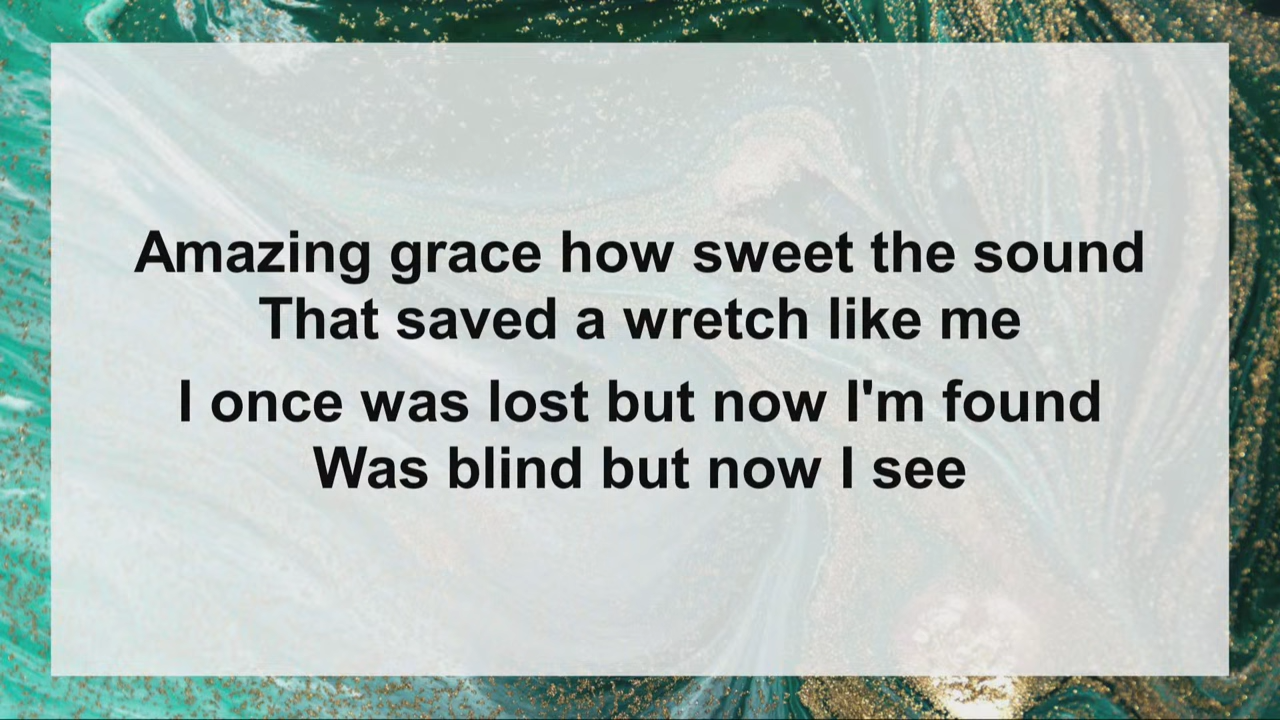 Amazing grace how sweet the sound
That saved a wretch like me
I once was lost but now I'm found
Was blind but now I see